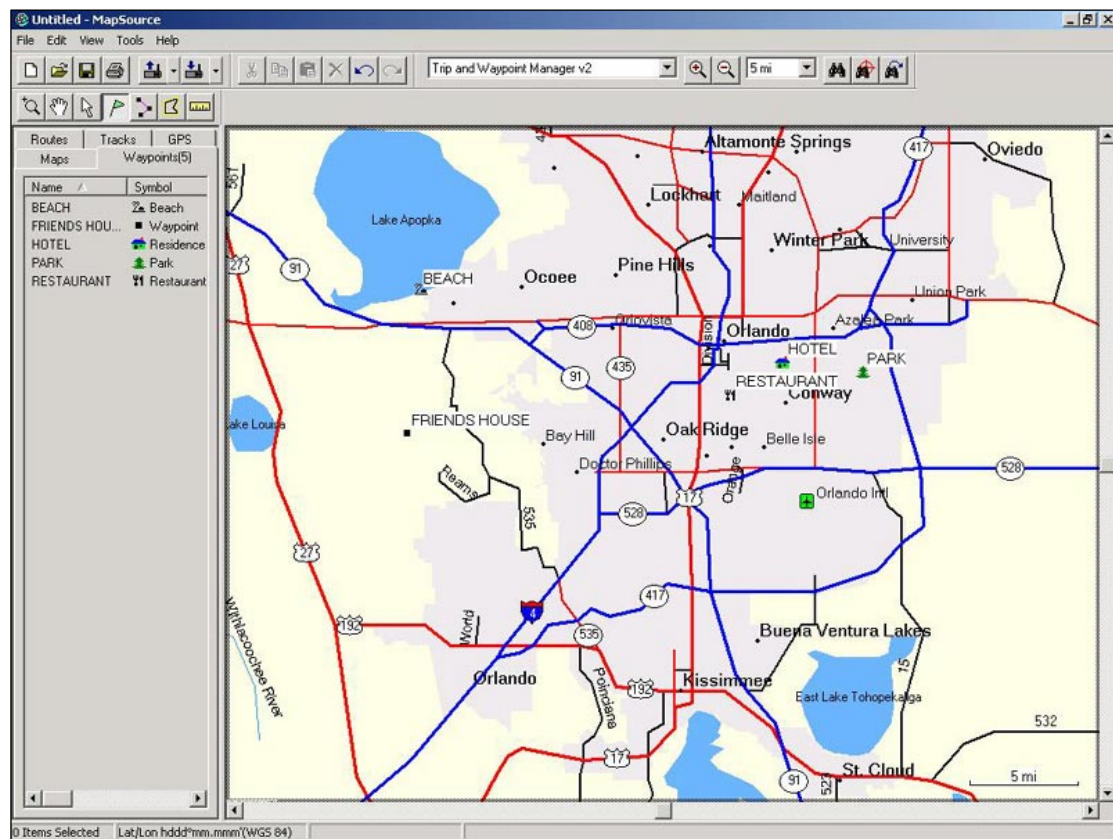 Untitled - MapSource
File Edit View Tools Help
Trip and Waypoint Manager v2 5 mi
Routes Tracks GPS
Maps Waypoints(5)
Name Symbol
BEACH Beach
FRIENDS HOU... Waypoint
HOTEL Residence
PARK Park
RESTAURANT Restaurant
Altamonte Springs
417
Oviedo
561
Lockhart
Maitland
Lake Apopka
Winter Park
University
27
91
Pine Hills
BEACH
Ocoee
Union Park
408
Orlovista
Division
Orlando
Azalea Park
HOTEL
PARK
435
91
RESTAURANT
Conway
Lake Louisa
FRIENDS HOUSE
Bay Hill
Oak Ridge
Belle Isle
Doctor Phillips
528
Reams
Orange
17
Orlando Intl
528
535
27
417
4
Withlacoochee River
192
World
535
Buena Ventura Lakes
15
Orlando
Poinciana
192
Kissimmee
East Lake Tohopekaliga
532
17
91
St. Cloud
5 mi
0 Items Selected Lat/Lon hddd°mm.mmm'(WGS 84)